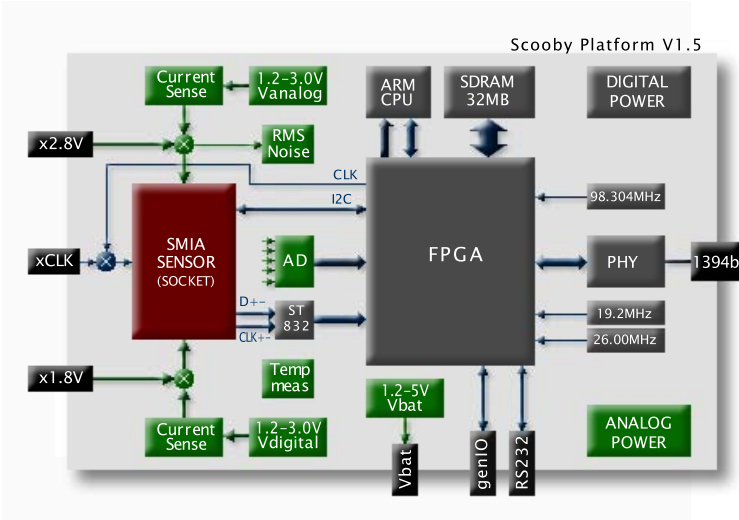 Scooby Platform V1.5
Current
Sense
1.2-3.0V
Vanalog
ARM
CPU
SDRAM
32MB
DIGITAL
POWER
x2.8V
RMS
Noise
CLK
I2C
98.304MHz
SMIA
SENSOR
(SOCKET)
xCLK
AD
FPGA
PHY
1394b
D+-
CLK+-
ST
832
19.2MHz
26.00MHz
x1.8V
Temp
meas
1.2-5V
Vbat
Current
Sense
1.2-3.0V
Vdigital
ANALOG
POWER
Vbat
genIO
RS232